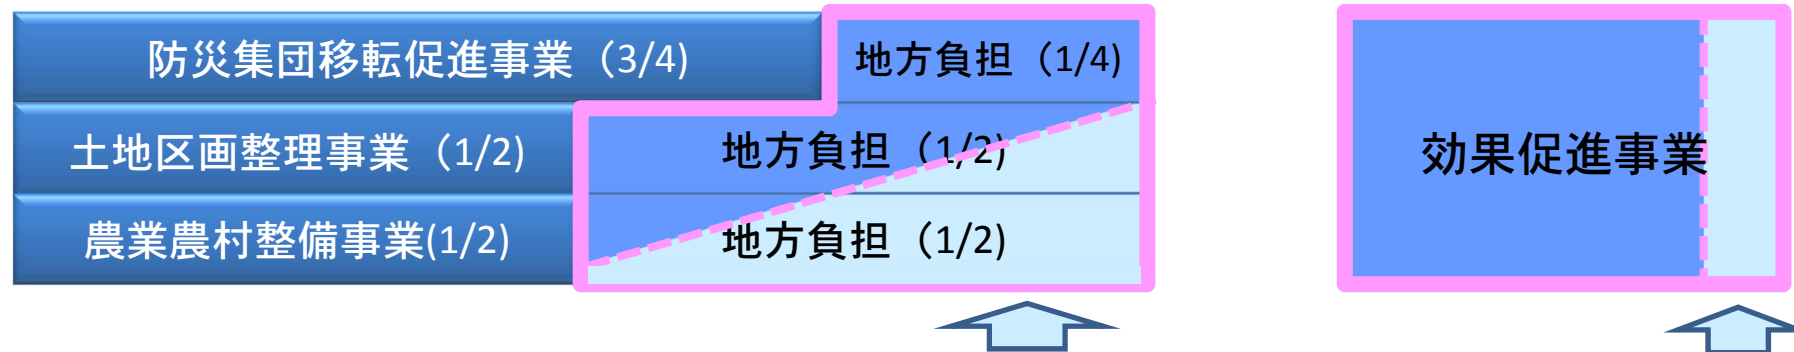 防災集団移転促進事業（3/4)
地方負担（1/4)
土地区画整理事業（1/2)
地方負担（1/2)
農業農村整備事業(1/2)
地方負担（1/2)
効果促進事業